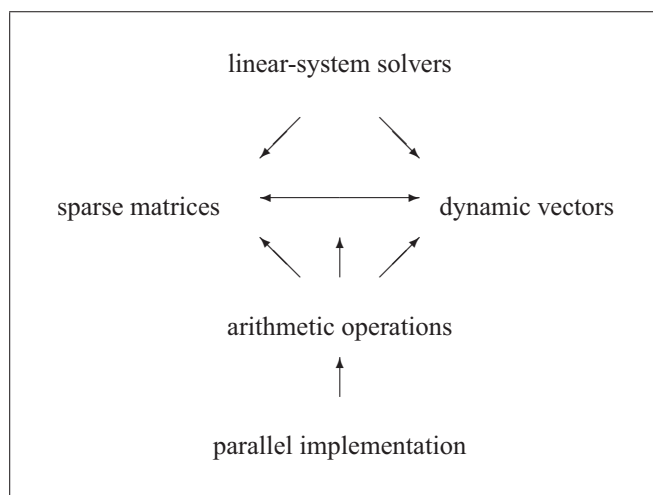 linear-system solvers
sparse matrices
dynamic vectors
arithmetic operations
parallel implementation